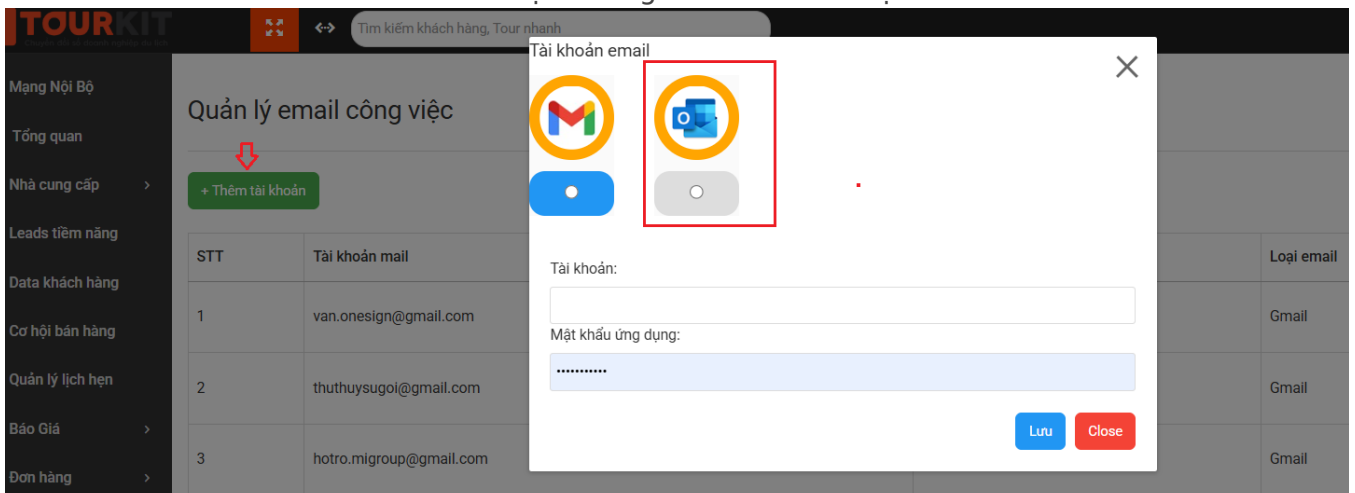 TOURKIT
Tìm kiếm khách hàng, Tour nhanh
Tài khoản email
Mạng Nội Bộ
Quản lý email công việc
Tổng quan
Nhà cung cấp
+ Thêm tài khoản
Leads tiềm năng
STT
Tài khoản mail
Loại email
Tài khoản:
Data khách hàng
1
van.onesign@gmail.com
Gmail
Cơ hội bán hàng
Mật khẩu ứng dụng:
•••••••••••
Quản lý lịch hẹn
2
thuthuysugoi@gmail.com
Gmail
Báo Giá
Lưu
Close
3
hotro.migroup@gmail.com
Gmail
Đơn hàng